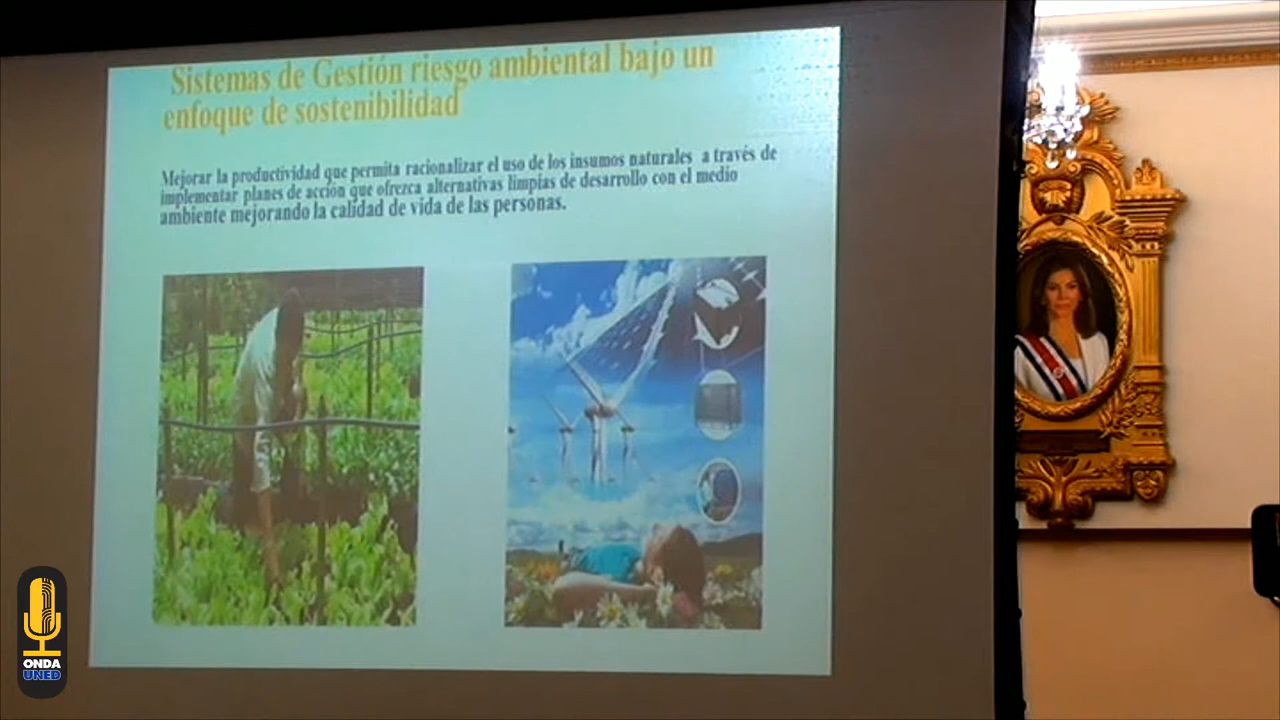 Sistemas de Gestión riesgo ambiental bajo un
enfoque de sostenibilidad
Mejorar la productividad que permita racionalizar el uso de los insumos naturales a través de
implementar planes de acción que ofrezca alternativas limpias de desarrollo con el medio
ambiente mejorando la calidad de vida de las personas.
ONDA
UNED